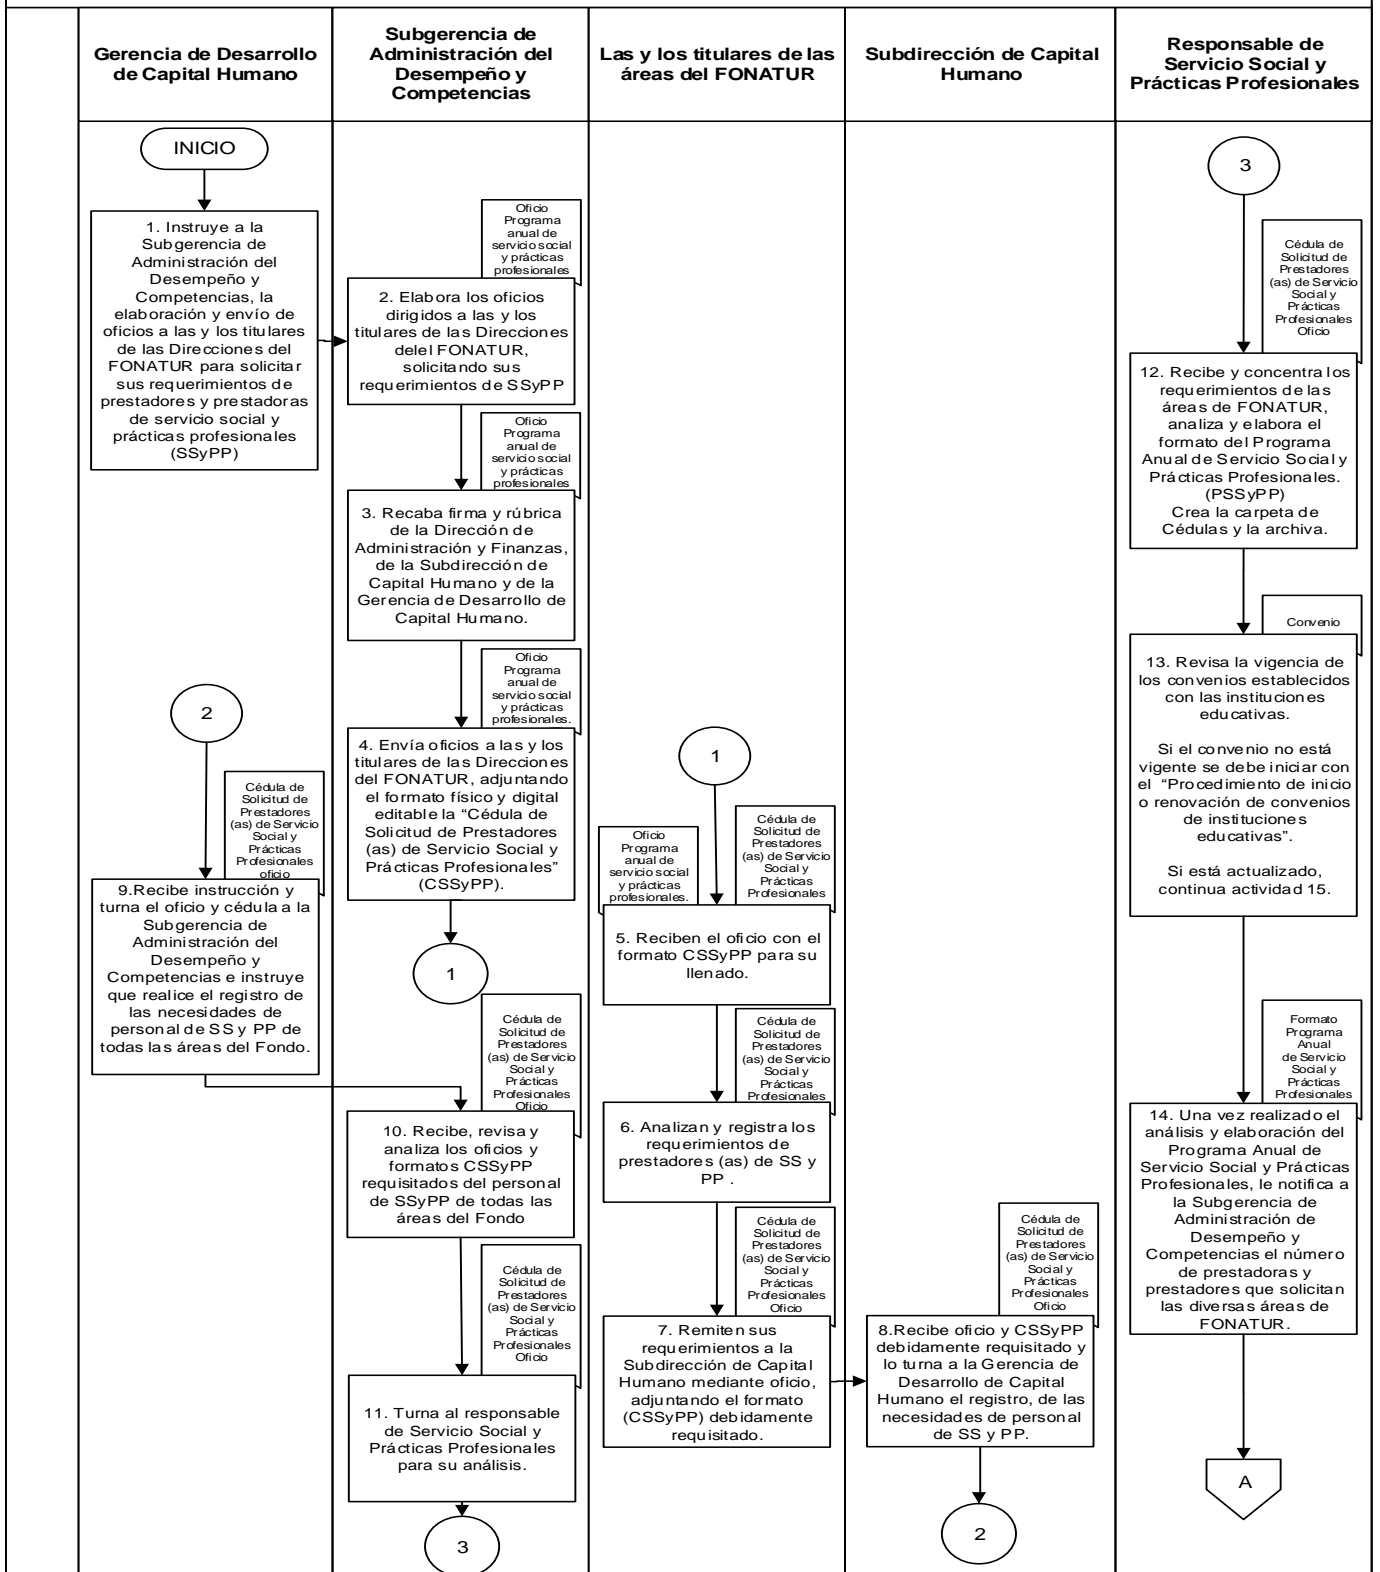 Gerencia de Desarrollo
de Capital Humano
Subgerencia de
Administración del
Desempeño y
Competencias
Las y los titulares de las
áreas del FONATUR
Subdirección de Capital
Humano
Responsable de
Servicio Social y
Prácticas Profesionales
INICIO
1. Instruye a la
Subgerencia de
Administración del
Desempeño y
Competencias, la
elaboración y envío de
oficios a las y los titulares
de las Direcciones del
FONATUR para solicitar
sus requerimientos de
prestadores y prestadoras
de servicio social y
prácticas profesionales
(SSyPP)
2
Cédula de
Solicitud de
Prestadores
(as) de Servicio
Social y
Prácticas
Profesionales
oficio
9.Recibe instrucción y
turna el oficio y cédula a la
Subgerencia de
Administración del
Desempeño y
Competencias e instruye
que realice el registro de
las necesidades de
personal de SS y PP de
todas las áreas del Fondo.
Oficio
Programa
anual de
servicio social
y prácticas
profesionales
2. Elabora los oficios
dirigidos a las y los
titulares de las Direcciones
delel FONATUR,
solicitando sus
requerimientos de SSyPP
Oficio
Programa
anual de
servicio social
y prácticas
profesionales
3. Recaba firma y rúbrica
de la Dirección de
Administración y Finanzas,
de la Subdirección de
Capital Humano y de la
Gerencia de Desarrollo de
Capital Humano.
Oficio
Programa
anual de
servicio social
y prácticas
profesionales.
4. Envía oficios a las y los
titulares de las Direcciones
del FONATUR, adjuntando
el formato físico y digital
editable la “Cédula de
Solicitud de Prestadores
(as) de Servicio Social y
Prácticas Profesionales”
(CSSyPP).
1
Cédula de
Solicitud de
Prestadores
(as) de Servicio
Social y
Prácticas
Profesionales
Oficio
10. Recibe, revisa y
analiza los oficios y
formatos CSSyPP
requisitados del personal
de SSyPP de todas las
áreas del Fondo
Cédula de
Solicitud de
Prestadores
(as) de Servicio
Social y
Prácticas
Profesionales
Oficio
11. Turna al responsable
de Servicio Social y
Prácticas Profesionales
para su análisis.
3
1
Oficio
Programa
anual de
servicio social
y prácticas
profesionales.
Cédula de
Solicitud de
Prestadores
(as) de Servicio
Social y
Prácticas
Profesionales
5. Reciben el oficio con el
formato CSSyPP para su
llenado.
Cédula de
Solicitud de
Prestadores
(as) de Servicio
Social y
Prácticas
Profesionales
6. Analizan y registra los
requerimientos de
prestadores (as) de SS y
PP .
Cédula de
Solicitud de
Prestadores
(as) de Servicio
Social y
Prácticas
Profesionales
Oficio
7. Remiten sus
requerimientos a la
Subdirección de Capital
Humano mediante oficio,
adjuntando el formato
(CSSyPP) debidamente
requisitado.
Cédula de
Solicitud de
Prestadores
(as) de Servicio
Social y
Prácticas
Profesionales
Oficio
8.Recibe oficio y CSSyPP
debidamente requisitado y
lo turna a la Gerencia de
Desarrollo de Capital
Humano el registro, de las
necesidades de personal
de SS y PP.
2
3
Cédula de
Solicitud de
Prestadores
(as) de Servicio
Social y
Prácticas
Profesionales
Oficio
12. Recibe y concentra los
requerimientos de las
áreas de FONATUR,
analiza y elabora el
formato del Programa
Anual de Servicio Social y
Prácticas Profesionales.
(PSSyPP)
Crea la carpeta de
Cédulas y la archiva.
Convenio
13. Revisa la vigencia de
los convenios establecidos
con las instituciones
educativas.
Si el convenio no está
vigente se debe iniciar con
el “Procedimiento de inicio
o renovación de convenios
de instituciones
educativas”.
Si está actualizado,
continua actividad 15.
Formato
Programa
Anual
de Servicio
Social y
Prácticas
Profesionales
14. Una vez realizado el
análisis y elaboración del
Programa Anual de
Servicio Social y Prácticas
Profesionales, le notifica a
la Subgerencia de
Administración de
Desempeño y
Competencias el número
de prestadoras y
prestadores que solicitan
las diversas áreas de
FONATUR.
A